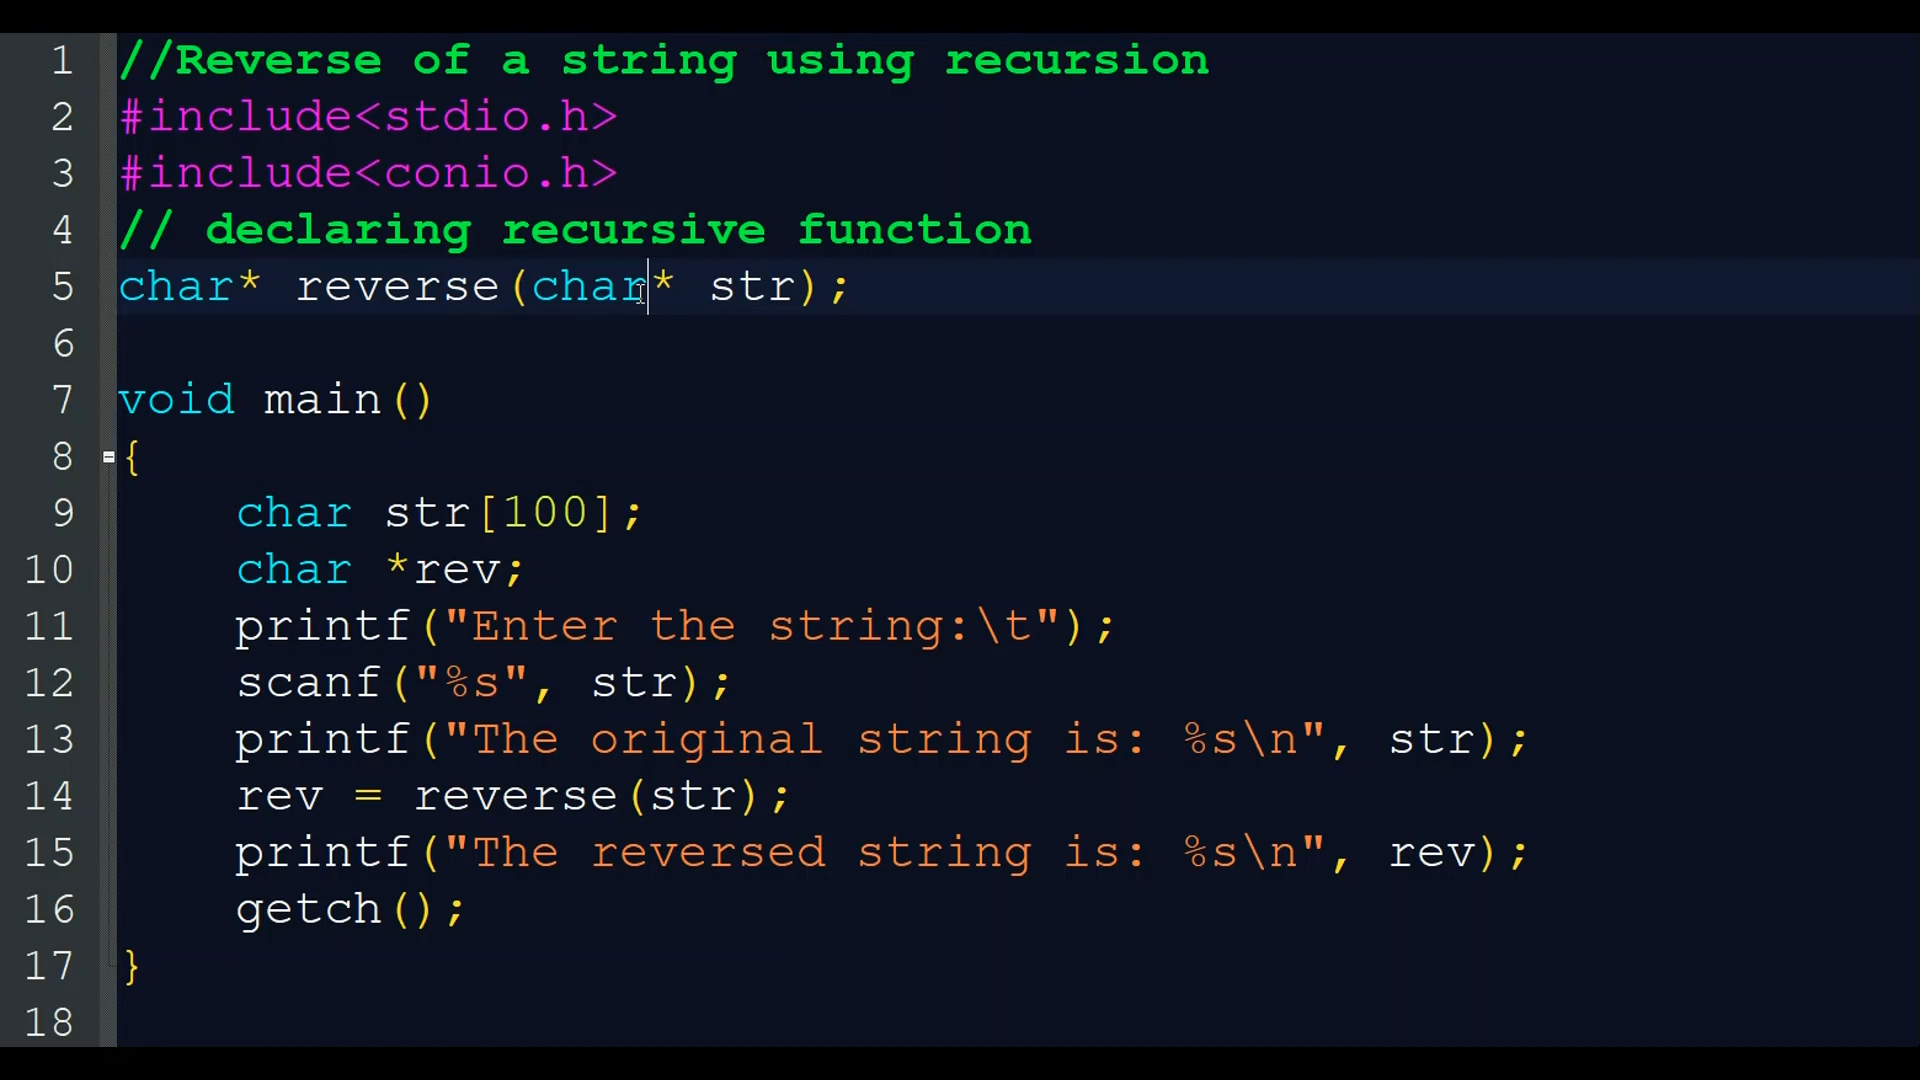 1 //Reverse of a string using recursion
2 #include<stdio.h>
3 #include<conio.h>
4 // declaring recursive function
5 char* reverse(char* str);
6
7 void main()
8 {
9 char str[100];
10 char *rev;
11 printf("Enter the string:\t");
12 scanf("%s", str);
13 printf("The original string is: %s\n", str);
14 rev = reverse(str);
15 printf("The reversed string is: %s\n", rev);
16 getch();
17 }
18